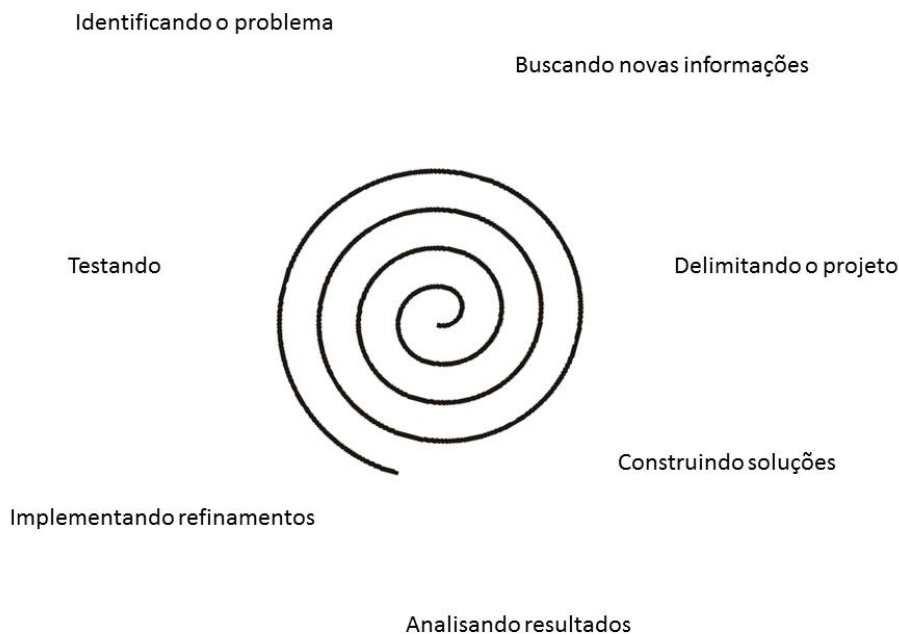 Identificando o problema
Buscando novas informações
Testando
Delimitando o projeto
Construindo soluções
Implementando refinamentos
Analisando resultados